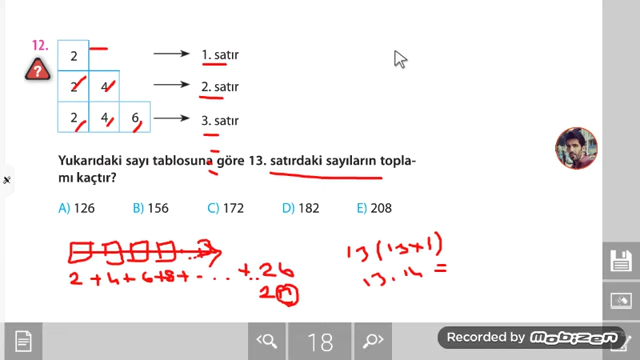 12.
2 → 1. satır
2 4 → 2. satır
2 4 6 → 3. satır
?
Yukarıdaki sayı tablosuna göre 13. satırdaki sayıların topla-
mı kaçtır?
A) 126 B) 156 C) 172 D) 182 E) 208
2 + 4 + 6 + 8 + - . . . . + 26
2n
13(13+1)
13.14 =
18
Recorded by
mobizen